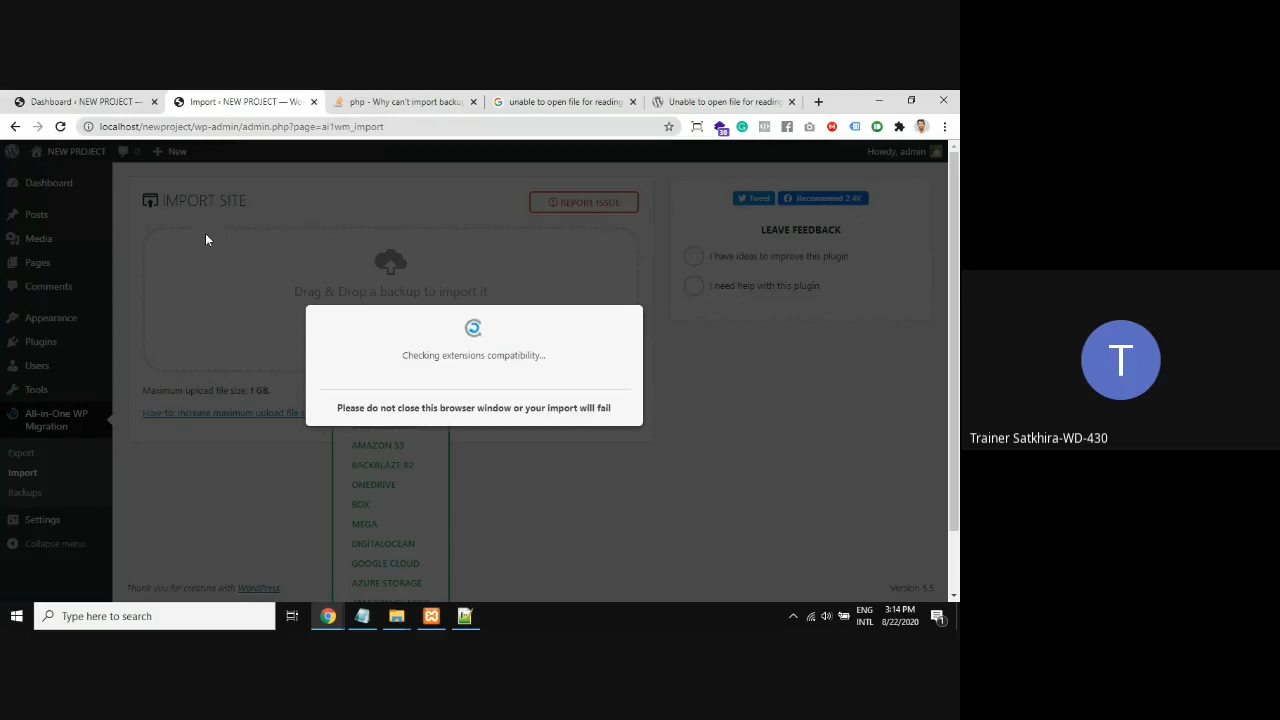 Dashboard ‹ NEW PROJECT —
Import ‹ NEW PROJECT — Wo
php - Why can't import backu
unable to open file for reading
Unable to open file for reading
localhost/newproject/wp-admin/admin.php?page=ai1wm_import
30
NEW PROJECT
0
New
Howdy, admin
Dashboard
Posts
Media
Pages
Comments
Appearance
Plugins
Users
Tools
All-in-One WP
Migration
Export
Import
Backups
Settings
Collapse menu
IMPORT SITE
REPORT ISSUE
Drag & Drop a backup to import it
Checking extensions compatibility...
Please do not close this browser window or your import will fail
Maximum upload file size: 1 GB.
How-to: Increase maximum upload file s
AMAZON S3
BACKBLAZE B2
ONEDRIVE
BOX
MEGA
DIGITALOCEAN
GOOGLE CLOUD
AZURE STORAGE
Tweet
Recommend 2.4K
LEAVE FEEDBACK
I have ideas to improve this plugin
I need help with this plugin
Thank you for creating with WordPress.
Version 5.5
Type here to search
ENG
INTL
3:14 PM
8/22/2020
1
T
Trainer Satkhira-WD-430